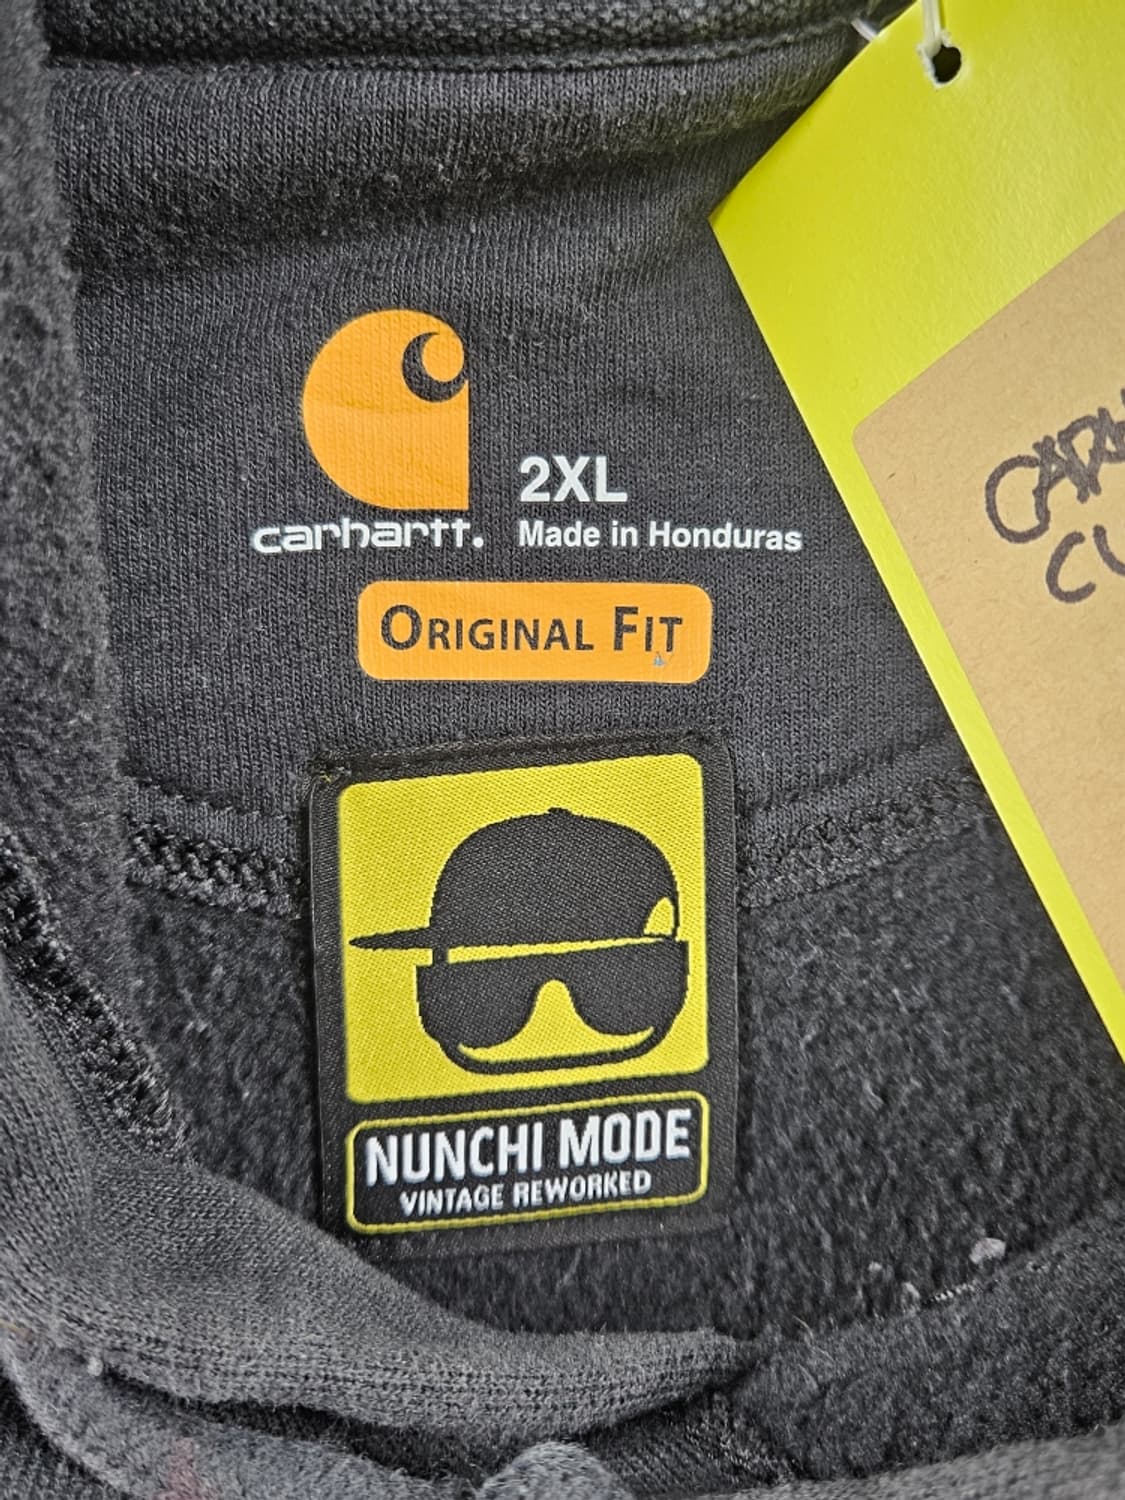 carhartt.
2XL
Made in Honduras
ORIGINAL FIT
NUNCHI MODE
VINTAGE REWORKED